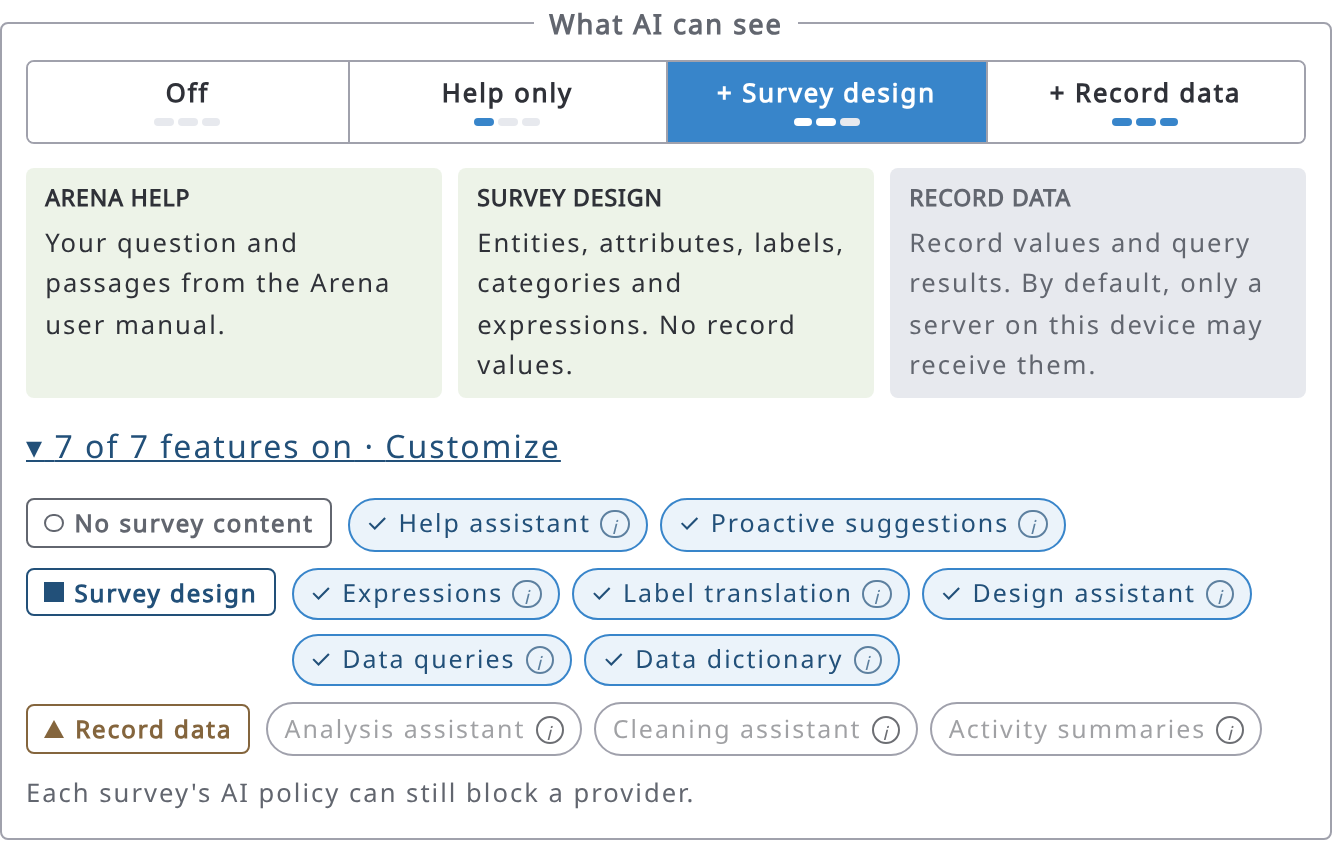 What AI can see
Off
Help only
+ Survey design
+ Record data
ARENA HELP
Your question and
passages from the Arena
user manual.
SURVEY DESIGN
Entities, attributes, labels,
categories and
expressions. No record
values.
RECORD DATA
Record values and query
results. By default, only a
server on this device may
receive them.
▾ 7 of 7 features on · Customize
No survey content
✓ Help assistant i
✓ Proactive suggestions i
Survey design
✓ Expressions i
✓ Label translation i
✓ Design assistant i
✓ Data queries i
✓ Data dictionary i
Record data
Analysis assistant i
Cleaning assistant i
Activity summaries i
Each survey's AI policy can still block a provider.